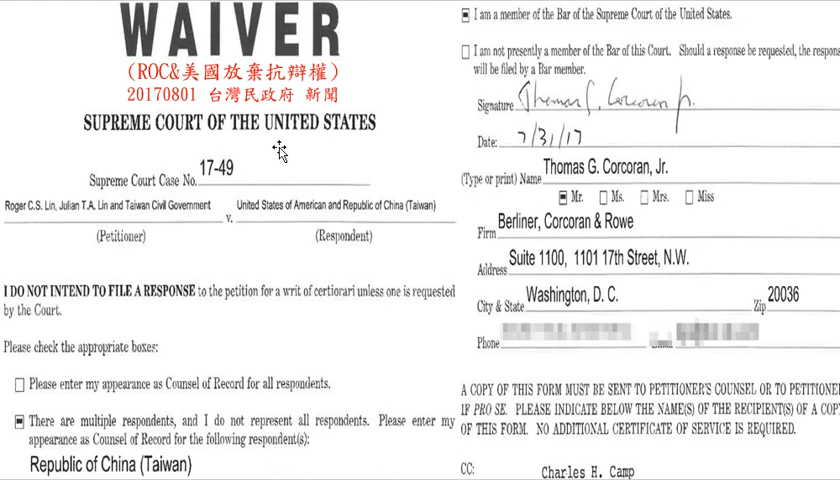 WAIVER
(ROC&美國放棄抗辯權)
20170801 台灣民政府 新聞
SUPREME COURT OF THE UNITED STATES
Supreme Court Case No. 17-49
Roger C.S. Lin, Julian T.A. Lin and Taiwan Civil Government v. United States of American and Republic of China (Taiwan)
(Petitioner) (Respondent)
I DO NOT INTEND TO FILE A RESPONSE to the petition for a writ of certiorari unless one is requested
by the Court.
Please check the appropriate boxes:
Please enter my appearance as Counsel of Record for all respondents.
There are multiple respondents, and I do not represent all respondents. Please enter my
appearance as Counsel of Record for the following respondent(s):
Republic of China (Taiwan)
I am a member of the Bar of the Supreme Court of the United States.
I am not presently a member of the Bar of this Court. Should a response be requested, the respons
will be filed by a Bar member.
Signature Thomas G. Corcoran Jr.
Date: 7/31/17
(Type or print) Name Thomas G. Corcoran, Jr.
Mr. Ms. Mrs. Miss
Firm Berliner, Corcoran & Rowe
Address Suite 1100, 1101 17th Street, N.W.
City & State Washington, D. C. Zip 20036
Phone
A COPY OF THIS FORM MUST BE SENT TO PETITIONER'S COUNSEL OR TO PETITIONE
IF PRO SE. PLEASE INDICATE BELOW THE NAME(S) OF THE RECIPIENT(S) OF A COP
OF THIS FORM. NO ADDITIONAL CERTIFICATE OF SERVICE IS REQUIRED.
CC: Charles H. Camp